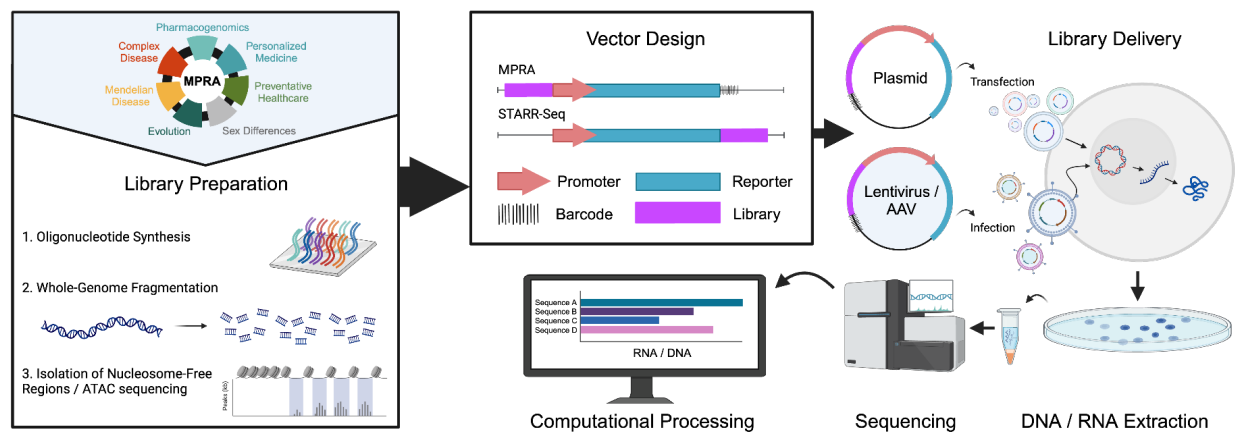 Pharmacogenomics
Complex
Disease
Personalized
Medicine
MPRA
Mendelian
Disease
Preventative
Healthcare
Evolution
Sex Differences
Library Preparation
1. Oligonucleotide Synthesis
2. Whole-Genome Fragmentation
3. Isolation of Nucleosome-Free
Regions / ATAC sequencing
Peaks (kb)
Vector Design
MPRA
STARR-Seq
Promoter
Reporter
Barcode
Library
Plasmid
Lentivirus /
AAV
Library Delivery
Transfection
Infection
Sequence A
Sequence B
Sequence C
Sequence D
RNA / DNA
Computational Processing
Sequencing
DNA / RNA Extraction